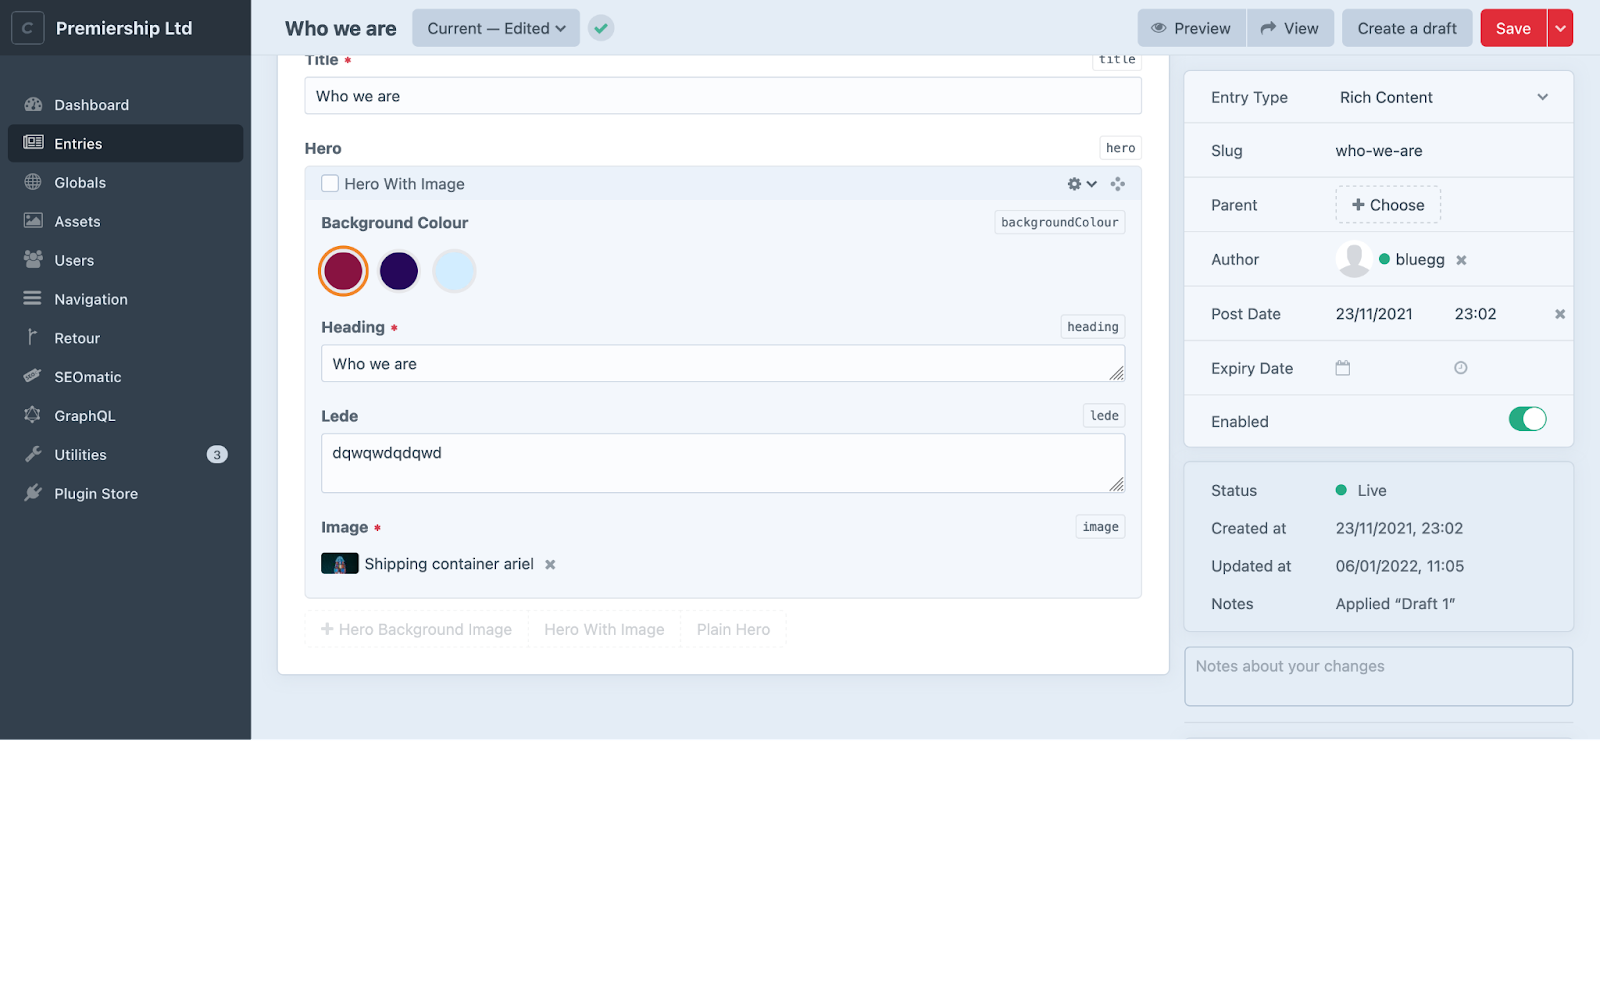 C Premiership Ltd
Who we are
Current — Edited
Preview
View
Create a draft
Save
Dashboard
Entries
Globals
Assets
Users
Navigation
Retour
SEOmatic
GraphQL
Utilities 3
Plugin Store
Title * title
Who we are
Hero hero
Hero With Image
Background Colour backgroundColour
Heading * heading
Who we are
Lede lede
dqwqwdqdqwd
Image * image
Shipping container ariel
Hero Background Image Hero With Image Plain Hero
Entry Type Rich Content
Slug who-we-are
Parent Choose
Author bluegg
Post Date 23/11/2021 23:02
Expiry Date
Enabled
Status Live
Created at 23/11/2021, 23:02
Updated at 06/01/2022, 11:05
Notes Applied “Draft 1”
Notes about your changes